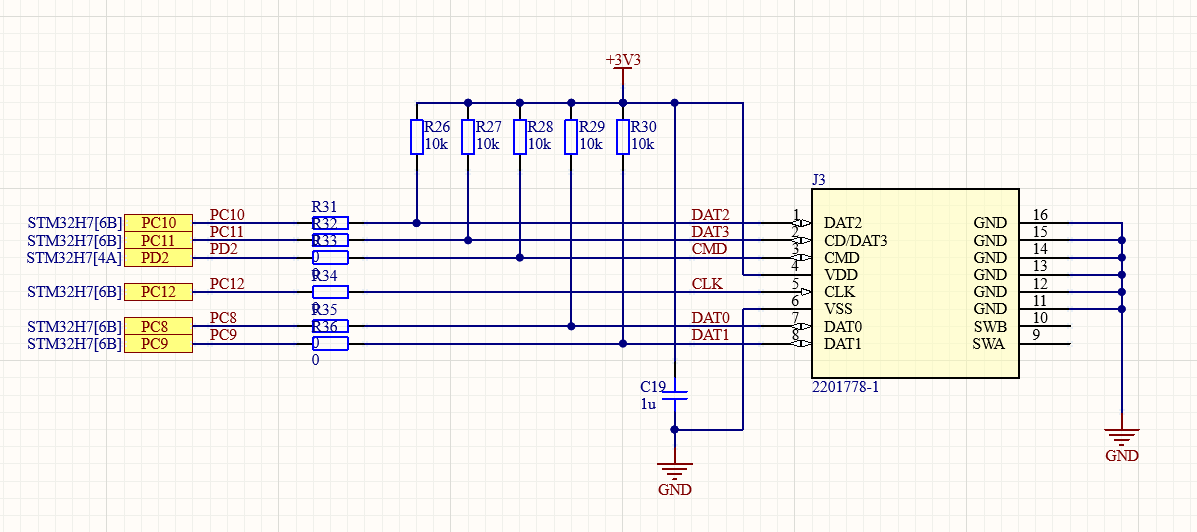 +3V3
R26
10k
R27
10k
R28
10k
R29
10k
R30
10k
J3
STM32H7[6B] PC10 PC10 R31 DAT2 1 DAT2 GND 16
STM32H7[6B] PC11 PC11 R32 DAT3 2 CD/DAT3 GND 15
STM32H7[4A] PD2 PD2 R33 CMD 3 CMD GND 14
0
4 VDD GND 13
0
STM32H7[6B] PC12 PC12 R34 CLK 5 CLK GND 12
0
6 VSS GND 11
STM32H7[6B] PC8 PC8 R35 DAT0 7 DAT0 SWB 10
STM32H7[6B] PC9 PC9 R36 DAT1 8 DAT1 SWA 9
0
0
C19
1u
2201778-1
GND
GND